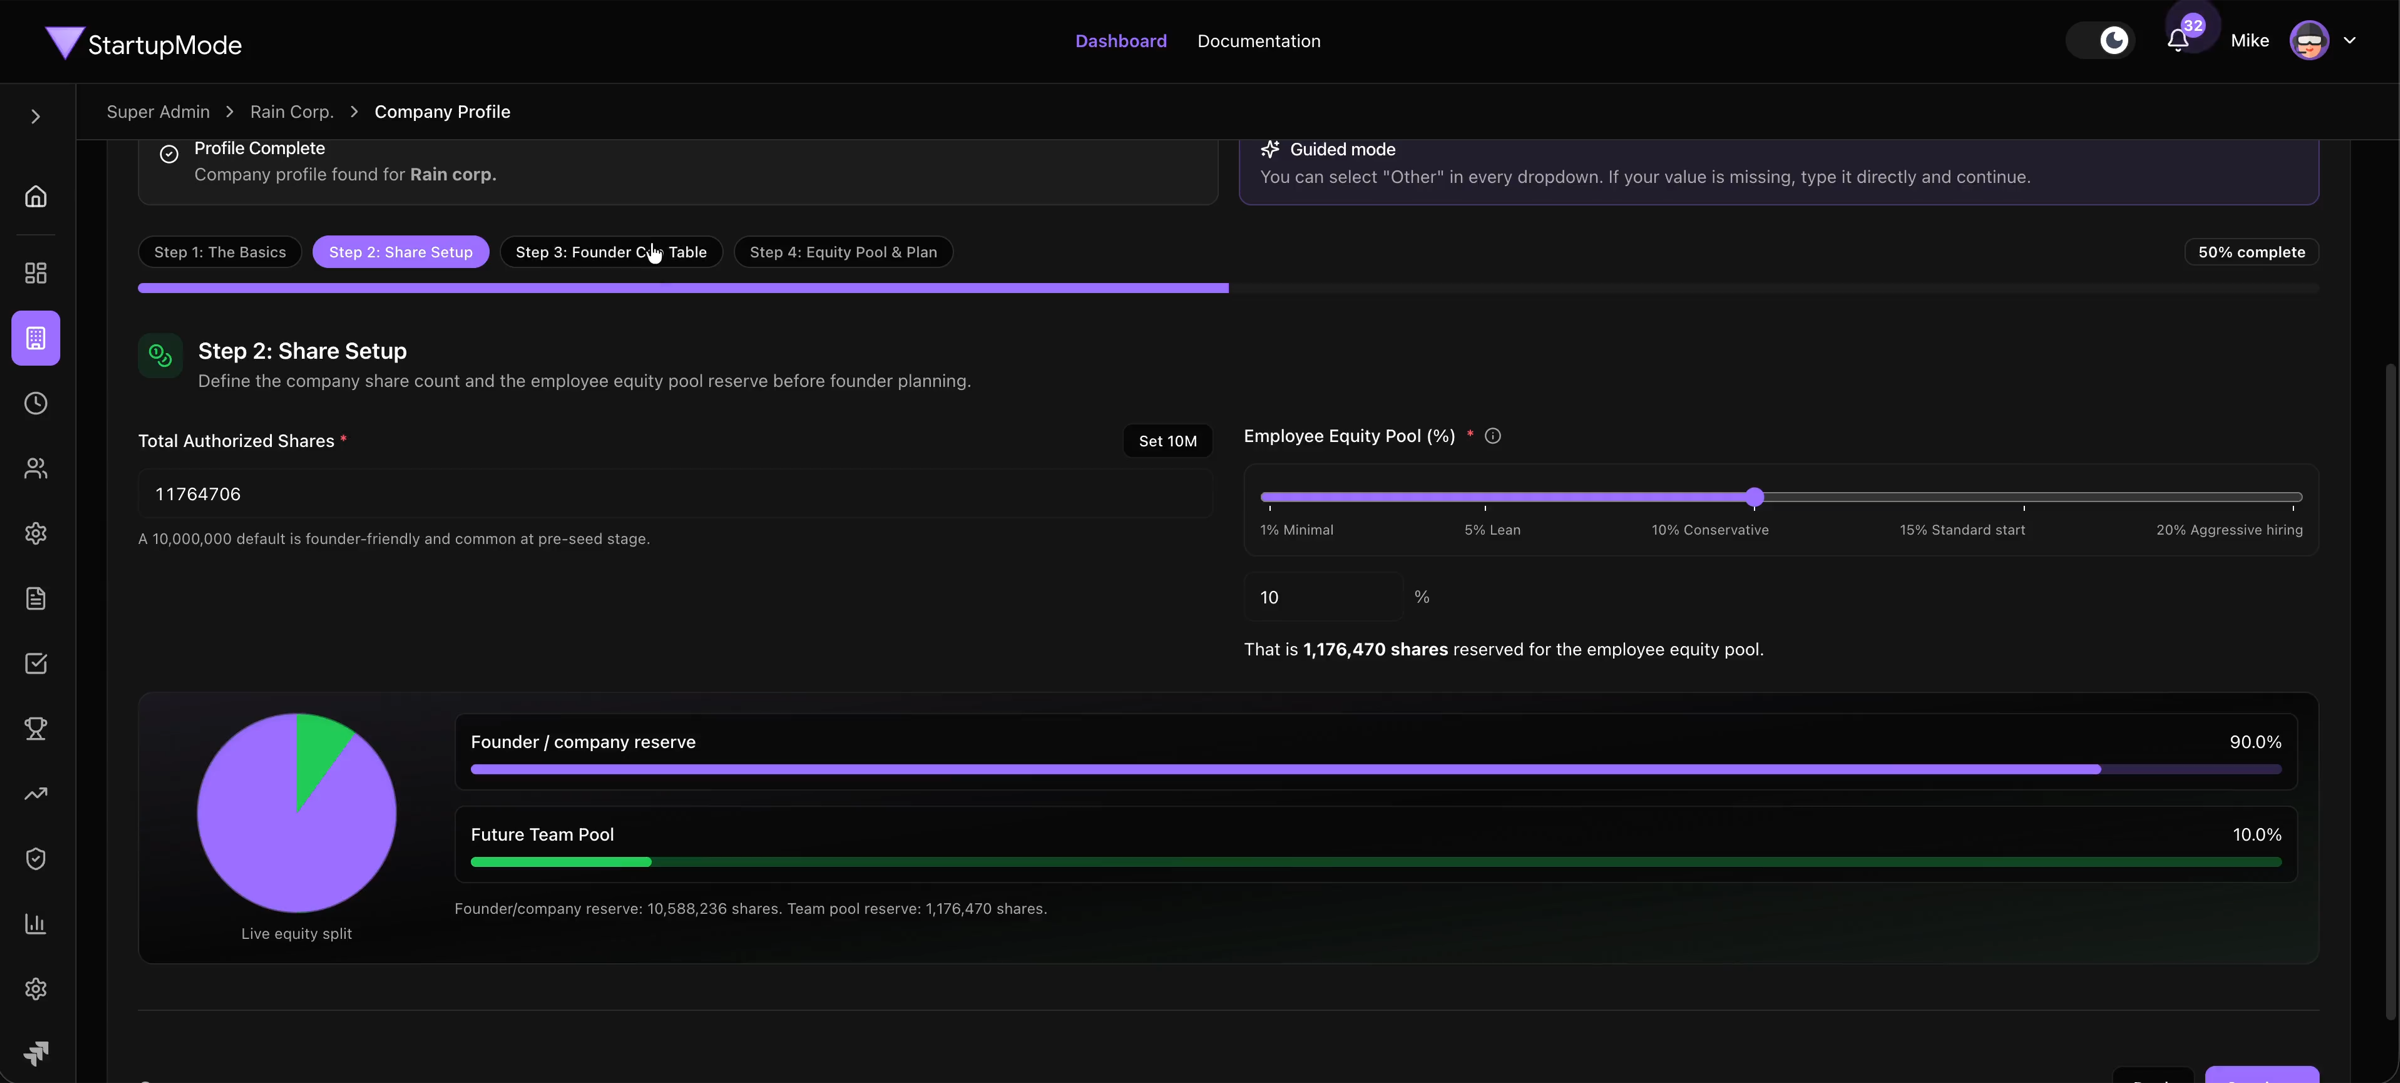 StartupMode
Dashboard
Documentation
32
Mike
Super Admin > Rain Corp. > Company Profile
Profile Complete
Company profile found for Rain corp.
Guided mode
You can select "Other" in every dropdown. If your value is missing, type it directly and continue.
Step 1: The Basics
Step 2: Share Setup
Step 3: Founder Table
Step 4: Equity Pool & Plan
50% complete
Step 2: Share Setup
Define the company share count and the employee equity pool reserve before founder planning.
Total Authorized Shares *
Set 10M
11764706
A 10,000,000 default is founder-friendly and common at pre-seed stage.
Employee Equity Pool (%) *
1% Minimal
5% Lean
10% Conservative
15% Standard start
20% Aggressive hiring
10
%
That is 1,176,470 shares reserved for the employee equity pool.
Founder / company reserve
90.0%
Future Team Pool
10.0%
Founder/company reserve: 10,588,236 shares. Team pool reserve: 1,176,470 shares.
Live equity split